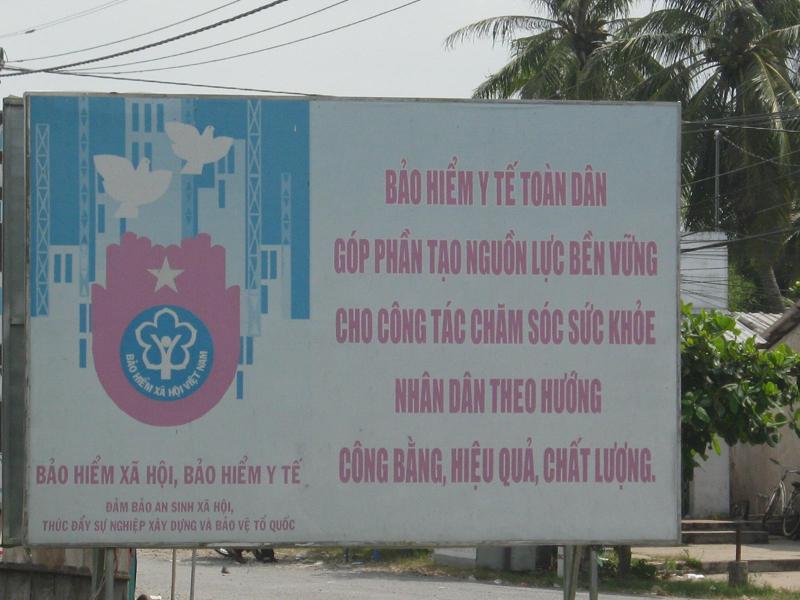 BẢO HIỂM XÃ HỘI VIỆT NAM
BẢO HIỂM XÃ HỘI, BẢO HIỂM Y TẾ
ĐẢM BẢO AN SINH XÃ HỘI,
THÚC ĐẨY SỰ NGHIỆP XÂY DỰNG VÀ BẢO VỆ TỔ QUỐC
BẢO HIỂM Y TẾ TOÀN DÂN
GÓP PHẦN TẠO NGUỒN LỰC BỀN VỮNG
CHO CÔNG TÁC CHĂM SÓC SỨC KHỎE
NHÂN DÂN THEO HƯỚNG
CÔNG BẰNG, HIỆU QUẢ, CHẤT LƯỢNG.